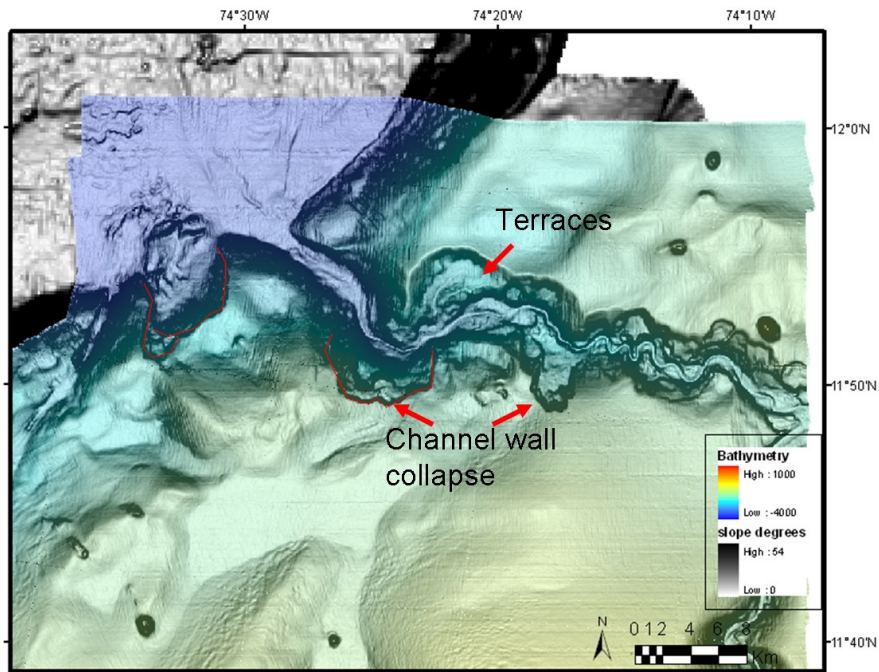 74°30'W 74°20'W 74°10'W
12°0'N
Terraces
11°50'N
Channel wall
collapse
Bathymetry
High : 1000
Low : -4000
slope degrees
High : 54
Low : 0
N
0 1 2 4 6 8
Km
11°40'N